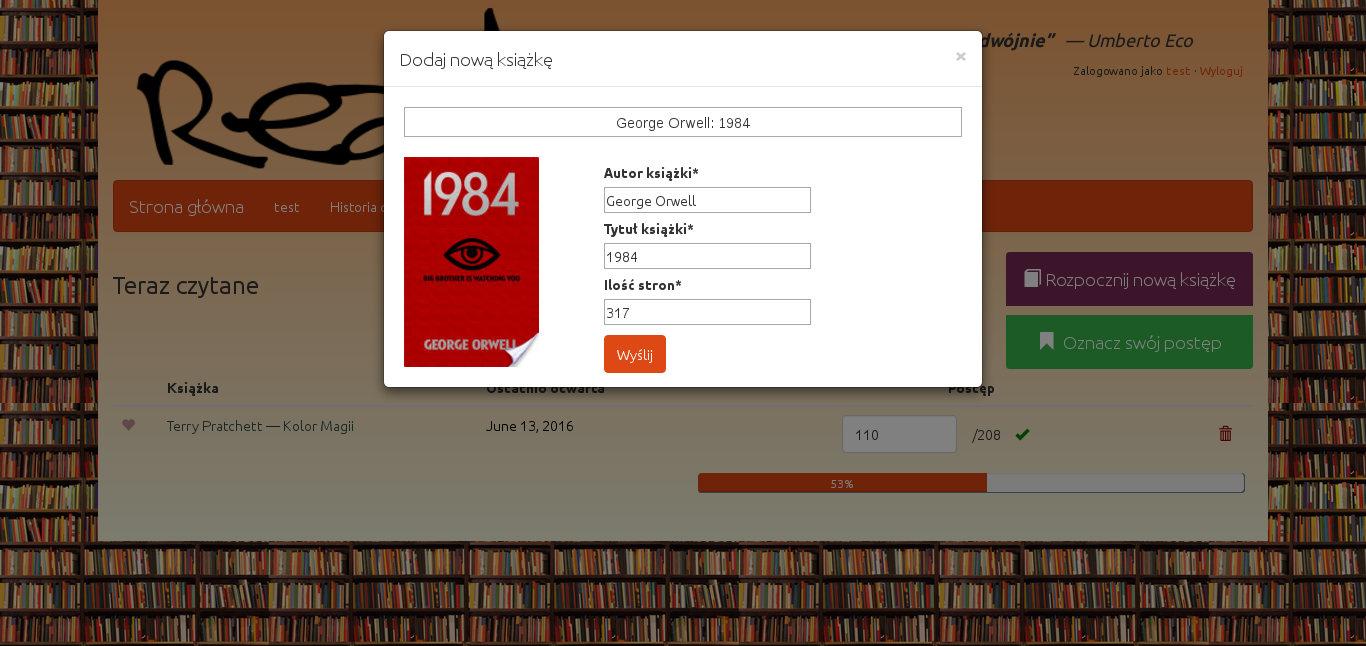 dwójnie” — Umberto Eco
Zalogowano jako test · Wyloguj
Dodaj nową książkę
×
George Orwell: 1984
1984
BIG BROTHER IS WATCHING YOU
GEORGE ORWELL
Autor książki*
George Orwell
Tytuł książki*
1984
Ilość stron*
317
Wyślij
Strona główna test Historia
Teraz czytane
Rozpocznij nową książkę
Oznacz swój postęp
Książka Ostatnio otwarta Postęp
Terry Pratchett — Kolor Magii June 13, 2016 110 /208
53%